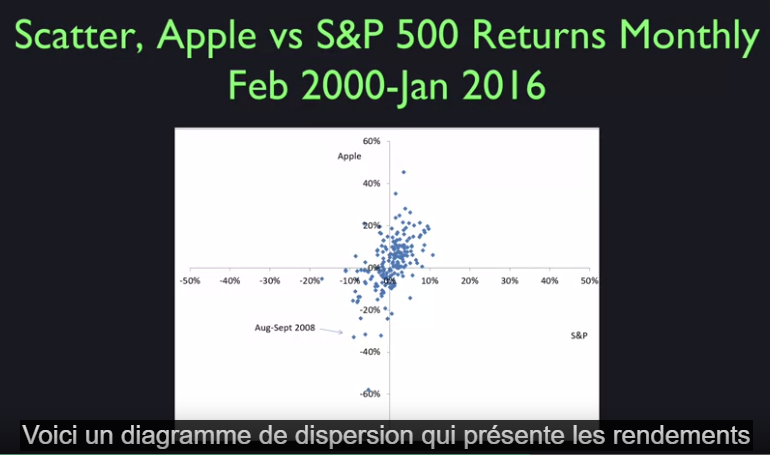 Scatter, Apple vs S&P 500 Returns Monthly
Feb 2000-Jan 2016
60%
Apple
40%
20%
0%
-50% -40% -30% -20% -10% 0% 10% 20% 30% 40% 50%
-20%
Aug-Sept 2008
S&P
-40%
-60%
Voici un diagramme de dispersion qui présente les rendements